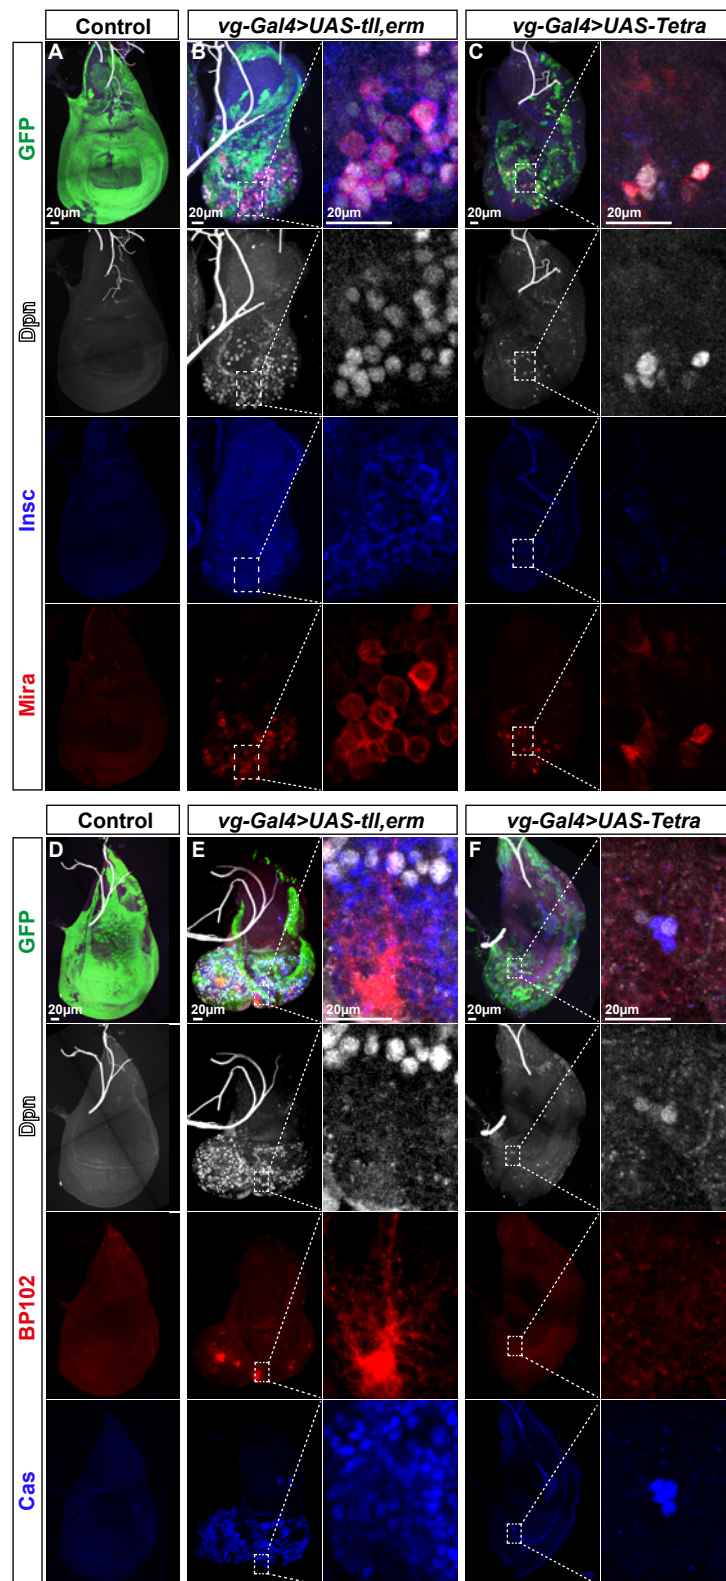 Control
vg-Gal4>UAS-tll,erm
vg-Gal4>UAS-Tetra
GFP
A
B
C
20µm
20µm
20µm
20µm
20µm
Dpn
Insc
Mira
Control
vg-Gal4>UAS-tll,erm
vg-Gal4>UAS-Tetra
GFP
D
E
F
20µm
20µm
20µm
20µm
20µm
Dpn
BP102
Cas